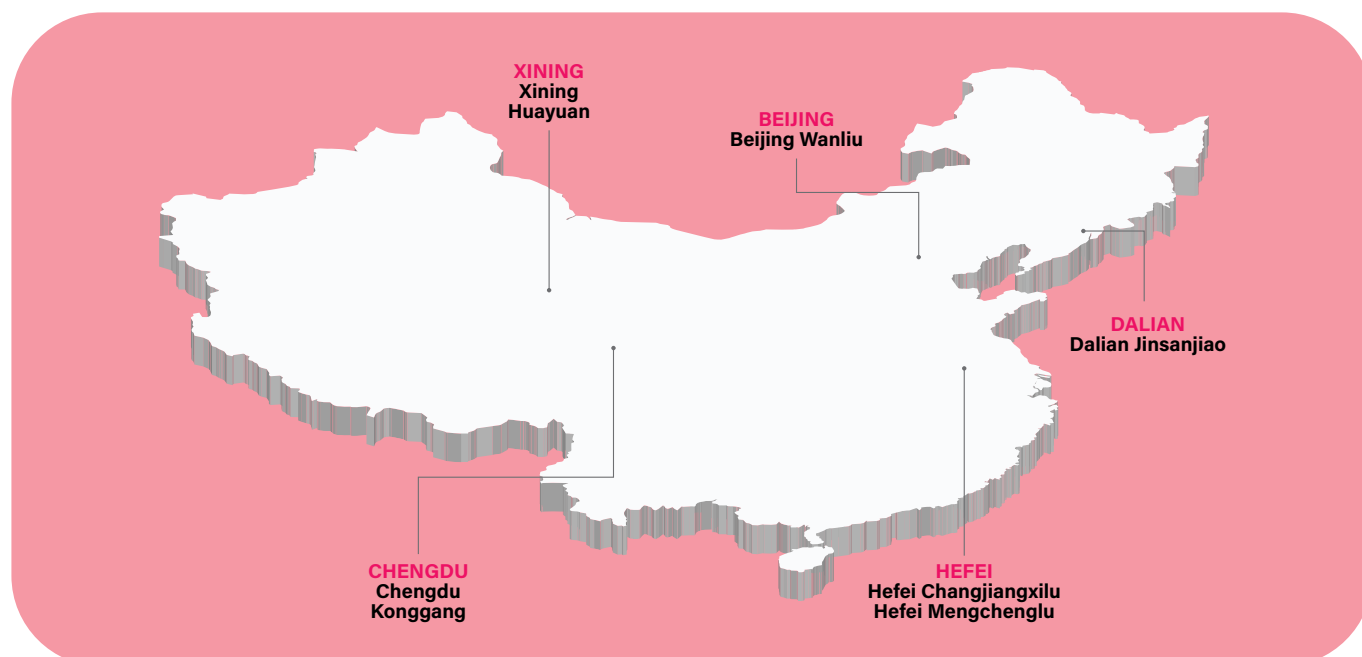 XINING
Xining
Huayuan
BEIJING
Beijing Wanliu
DALIAN
Dalian Jinsanjiao
CHENGDU
Chengdu
Konggang
HEFEI
Hefei Changjiangxilu
Hefei Mengchenglu